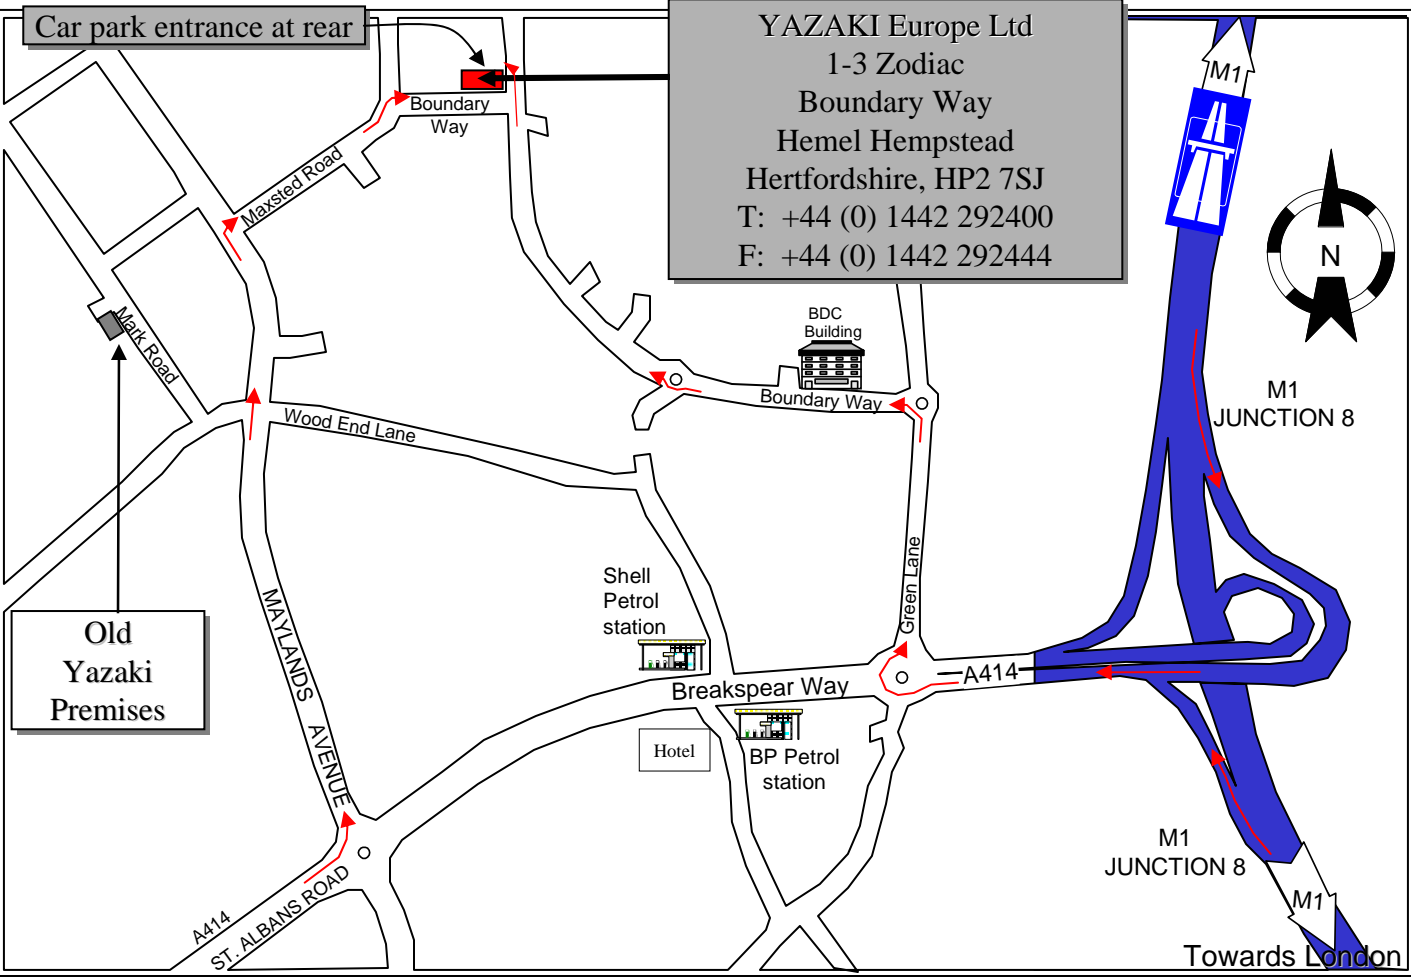 Car park entrance at rear
YAZAKI Europe Ltd
1-3 Zodiac
Boundary Way
Hemel Hempstead
Hertfordshire, HP2 7SJ
T: +44 (0) 1442 292400
F: +44 (0) 1442 292444
M1
Boundary
Way
Maxsted Road
N
Mark Road
BDC
Building
M1
JUNCTION 8
Boundary Way
Wood End Lane
Green Lane
Shell
Petrol
station
MAYLANDS AVENUE
Old
Yazaki
Premises
Breakspear Way
A414
Hotel
BP Petrol
station
M1
JUNCTION 8
A414
ST. ALBANS ROAD
M1
Towards London